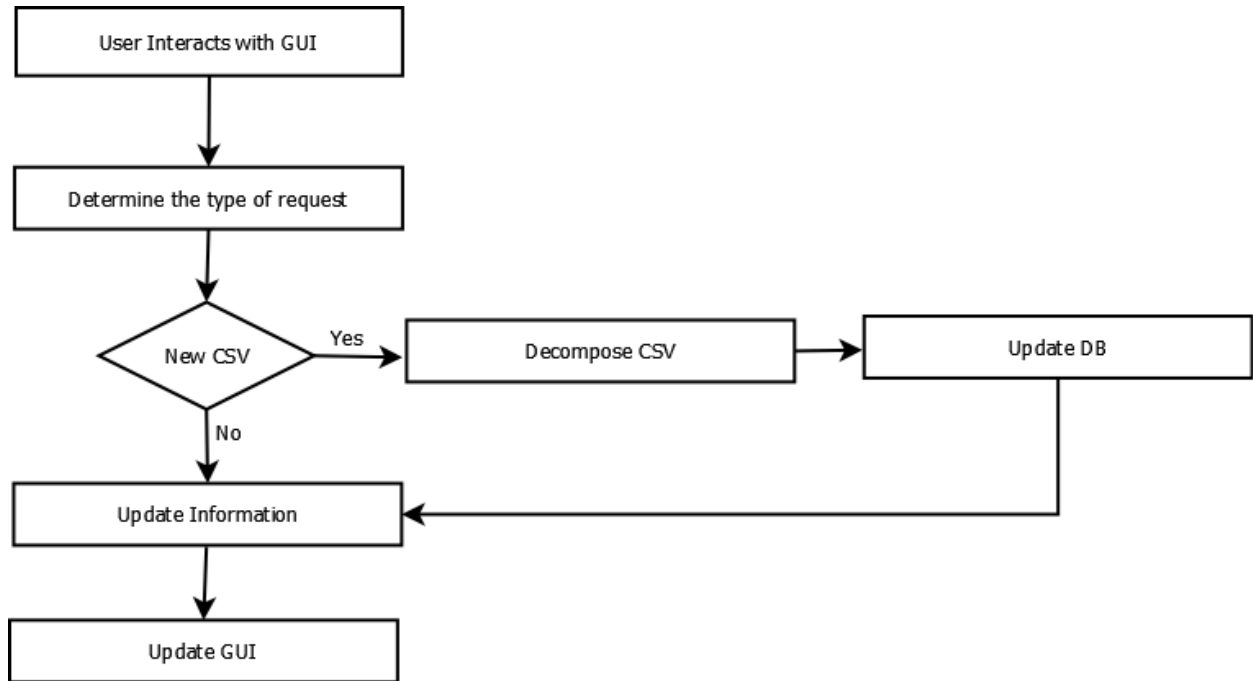 User Interacts with GUI
Determine the type of request
New CSV
Yes
Decompose CSV
Update DB
No
Update Information
Update GUI